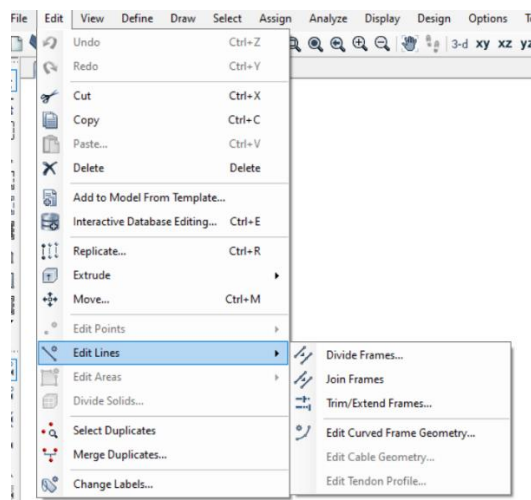 File Edit View Define Draw Select Assign Analyze Display Design Options
3-d xy xz yz
Undo Ctrl+Z
Redo Ctrl+Y
Cut Ctrl+X
Copy Ctrl+C
Paste... Ctrl+V
Delete Delete
Add to Model From Template...
Interactive Database Editing... Ctrl+E
Replicate... Ctrl+R
Extrude
Move... Ctrl+M
Edit Points
Edit Lines
Edit Areas
Divide Solids...
Select Duplicates
Merge Duplicates...
Change Labels...
Divide Frames...
Join Frames
Trim/Extend Frames...
Edit Curved Frame Geometry...
Edit Cable Geometry...
Edit Tendon Profile...